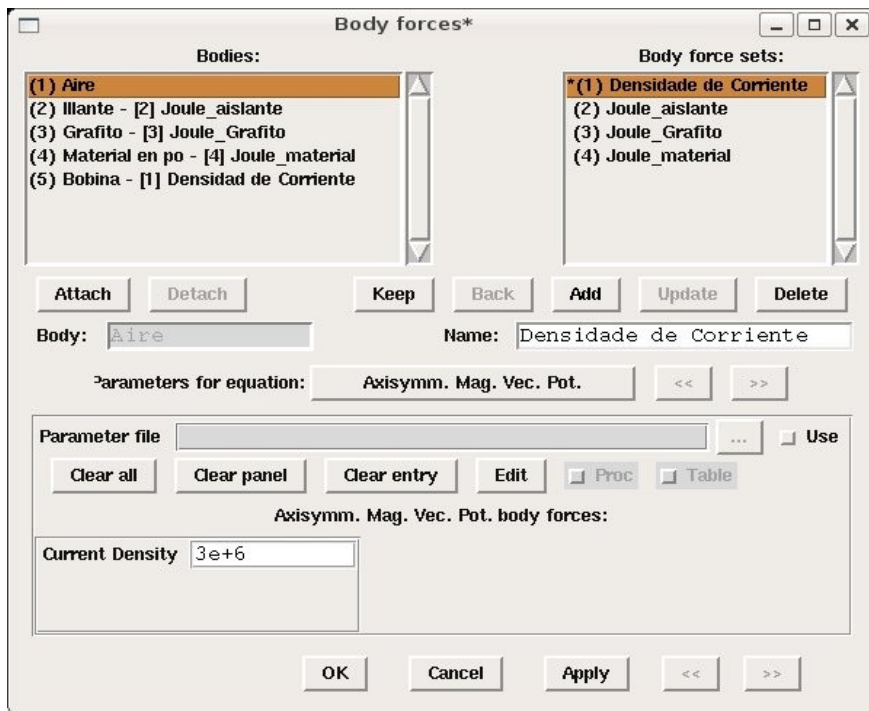 Body forces*
Bodies:
Body force sets:
(1) Aire
(2) Illante - [2] Joule_aislante
(3) Grafito - [3] Joule_Grafito
(4) Material en po - [4] Joule_material
(5) Bobina - [1] Densidad de Corriente
*(1) Densidade de Corriente
(2) Joule_aislante
(3) Joule_Grafito
(4) Joule_material
Attach Detach Keep Back Add Update Delete
Body: Aire Name: Densidade de Corriente
Parameters for equation: Axisymm. Mag. Vec. Pot. << >>
Parameter file ... Use
Clear all Clear panel Clear entry Edit Proc Table
Axisymm. Mag. Vec. Pot. body forces:
Current Density 3e+6
OK Cancel Apply << >>